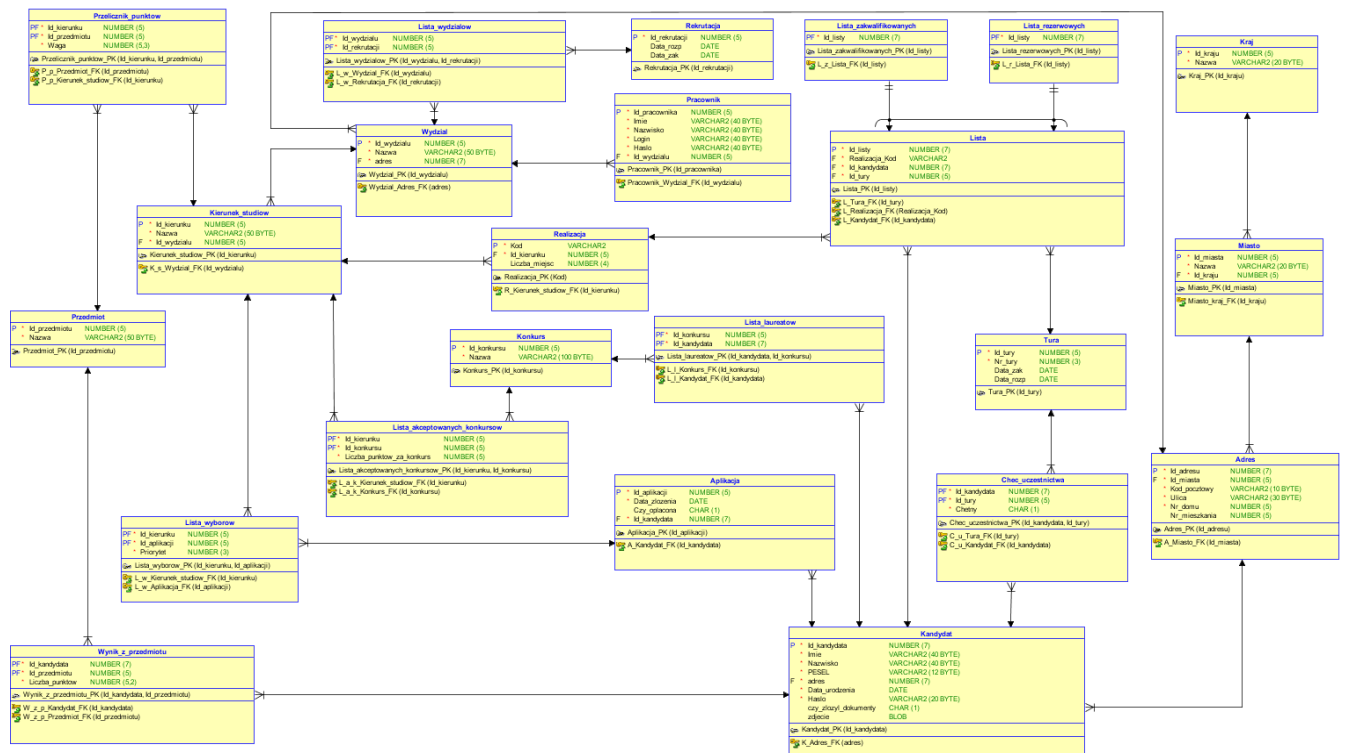 Przelicznik_punktow
PF * Id_kierunku NUMBER (5)
PF * Id_przedmiotu NUMBER (5)
* Waga NUMBER (5,3)
Przelicznik_punktow_PK (Id_kierunku, Id_przedmiotu)
P_p_Przedmiot_FK (Id_przedmiotu)
P_p_Kierunek_studiow_FK (Id_kierunku)
Lista_wydzialow
PF * Id_wydzialu NUMBER (5)
PF * Id_rekrutacji NUMBER (5)
Lista_wydzialow_PK (Id_wydzialu, Id_rekrutacji)
L_w_Wydzial_FK (Id_wydzialu)
L_w_Rekrutacja_FK (Id_rekrutacji)
Rekrutacja
P * Id_rekrutacji NUMBER (5)
Data_rozp DATE
Data_zak DATE
Rekrutacja_PK (Id_rekrutacji)
Lista_zakwalifikowanych
PF * Id_listy NUMBER (7)
Lista_zakwalifikowanych_PK (Id_listy)
L_z_Lista_FK (Id_listy)
Lista_rezerwowych
PF * Id_listy NUMBER (7)
Lista_rezerwowych_PK (Id_listy)
L_r_Lista_FK (Id_listy)
Kraj
P * Id_kraju NUMBER (5)
* Nazwa VARCHAR2 (20 BYTE)
Kraj_PK (Id_kraju)
Pracownik
P * Id_pracownika NUMBER (5)
* Imie VARCHAR2 (40 BYTE)
* Nazwisko VARCHAR2 (40 BYTE)
* Login VARCHAR2 (40 BYTE)
* Haslo VARCHAR2 (40 BYTE)
F * Id_wydzialu NUMBER (5)
Pracownik_PK (Id_pracownika)
Pracownik_Wydzial_FK (Id_wydzialu)
Wydzial
P * Id_wydzialu NUMBER (5)
* Nazwa VARCHAR2 (50 BYTE)
F * adres NUMBER (7)
Wydzial_PK (Id_wydzialu)
Wydzial_Adres_FK (adres)
Lista
P * Id_listy NUMBER (7)
F * Realizacja_Kod VARCHAR2
F * Id_kandydata NUMBER (7)
F * Id_tury NUMBER (5)
Lista_PK (Id_listy)
L_Tura_FK (Id_tury)
L_Realizacja_FK (Realizacja_Kod)
L_Kandydat_FK (Id_kandydata)
Kierunek_studiow
P * Id_kierunku NUMBER (5)
* Nazwa VARCHAR2 (50 BYTE)
F * Id_wydzialu NUMBER (5)
Kierunek_studiow_PK (Id_kierunku)
K_s_Wydzial_FK (Id_wydzialu)
Realizacja
P * Kod VARCHAR2
F * Id_kierunku NUMBER (5)
Liczba_miejsc NUMBER (4)
Realizacja_PK (Kod)
R_Kierunek_studiow_FK (Id_kierunku)
Miasto
P * Id_miasta NUMBER (5)
* Nazwa VARCHAR2 (20 BYTE)
F * Id_kraju NUMBER (5)
Miasto_PK (Id_miasta)
Miasto_kraj_FK (Id_kraju)
Przedmiot
P * Id_przedmiotu NUMBER (5)
* Nazwa VARCHAR2 (50 BYTE)
Przedmiot_PK (Id_przedmiotu)
Konkurs
P * Id_konkursu NUMBER (5)
* Nazwa VARCHAR2 (100 BYTE)
Konkurs_PK (Id_konkursu)
Lista_laureatow
PF * Id_konkursu NUMBER (5)
PF * Id_kandydata NUMBER (7)
Lista_laureatow_PK (Id_kandydata, Id_konkursu)
L_l_Konkurs_FK (Id_konkursu)
L_l_Kandydat_FK (Id_kandydata)
Tura
P * Id_tury NUMBER (5)
* Nr_tury NUMBER (3)
Data_zak DATE
Data_rozp DATE
Tura_PK (Id_tury)
Lista_akceptowanych_konkursow
PF * Id_kierunku NUMBER (5)
PF * Id_konkursu NUMBER (5)
* Liczba_punktow_za_konkurs NUMBER (5)
Lista_akceptowanych_konkursow_PK (Id_kierunku, Id_konkursu)
L_a_k_Kierunek_studiow_FK (Id_kierunku)
L_a_k_Konkurs_FK (Id_konkursu)
Aplikacja
P * Id_aplikacji NUMBER (5)
* Data_zlozenia DATE
Czy_oplacona CHAR (1)
F * Id_kandydata NUMBER (7)
Aplikacja_PK (Id_aplikacji)
A_Kandydat_FK (Id_kandydata)
Chec_uczestnictwa
PF * Id_kandydata NUMBER (7)
PF * Id_tury NUMBER (5)
* Chetny CHAR (1)
Chec_uczestnictwa_PK (Id_kandydata, Id_tury)
C_u_Tura_FK (Id_tury)
C_u_Kandydat_FK (Id_kandydata)
Adres
P * Id_adresu NUMBER (7)
F * Id_miasta NUMBER (5)
* Kod_pocztowy VARCHAR2 (10 BYTE)
* Ulica VARCHAR2 (30 BYTE)
* Nr_domu NUMBER (5)
Nr_mieszkania NUMBER (5)
Adres_PK (Id_adresu)
A_Miasto_FK (Id_miasta)
Lista_wyborow
PF * Id_kierunku NUMBER (5)
PF * Id_aplikacji NUMBER (5)
* Priorytet NUMBER (3)
Lista_wyborow_PK (Id_kierunku, Id_aplikacji)
L_w_Kierunek_studiow_FK (Id_kierunku)
L_w_Aplikacja_FK (Id_aplikacji)
Wynik_z_przedmiotu
PF * Id_kandydata NUMBER (7)
PF * Id_przedmiotu NUMBER (5)
* Liczba_punktow NUMBER (5,2)
Wynik_z_przedmiotu_PK (Id_kandydata, Id_przedmiotu)
W_z_p_Kandydat_FK (Id_kandydata)
W_z_p_Przedmiot_FK (Id_przedmiotu)
Kandydat
P * Id_kandydata NUMBER (7)
* Imie VARCHAR2 (40 BYTE)
* Nazwisko VARCHAR2 (40 BYTE)
* PESEL VARCHAR2 (12 BYTE)
F * adres NUMBER (7)
* Data_urodzenia DATE
* Haslo VARCHAR2 (20 BYTE)
czy_zlozyl_dokumenty CHAR (1)
zdjecie BLOB
Kandydat_PK (Id_kandydata)
K_Adres_FK (adres)